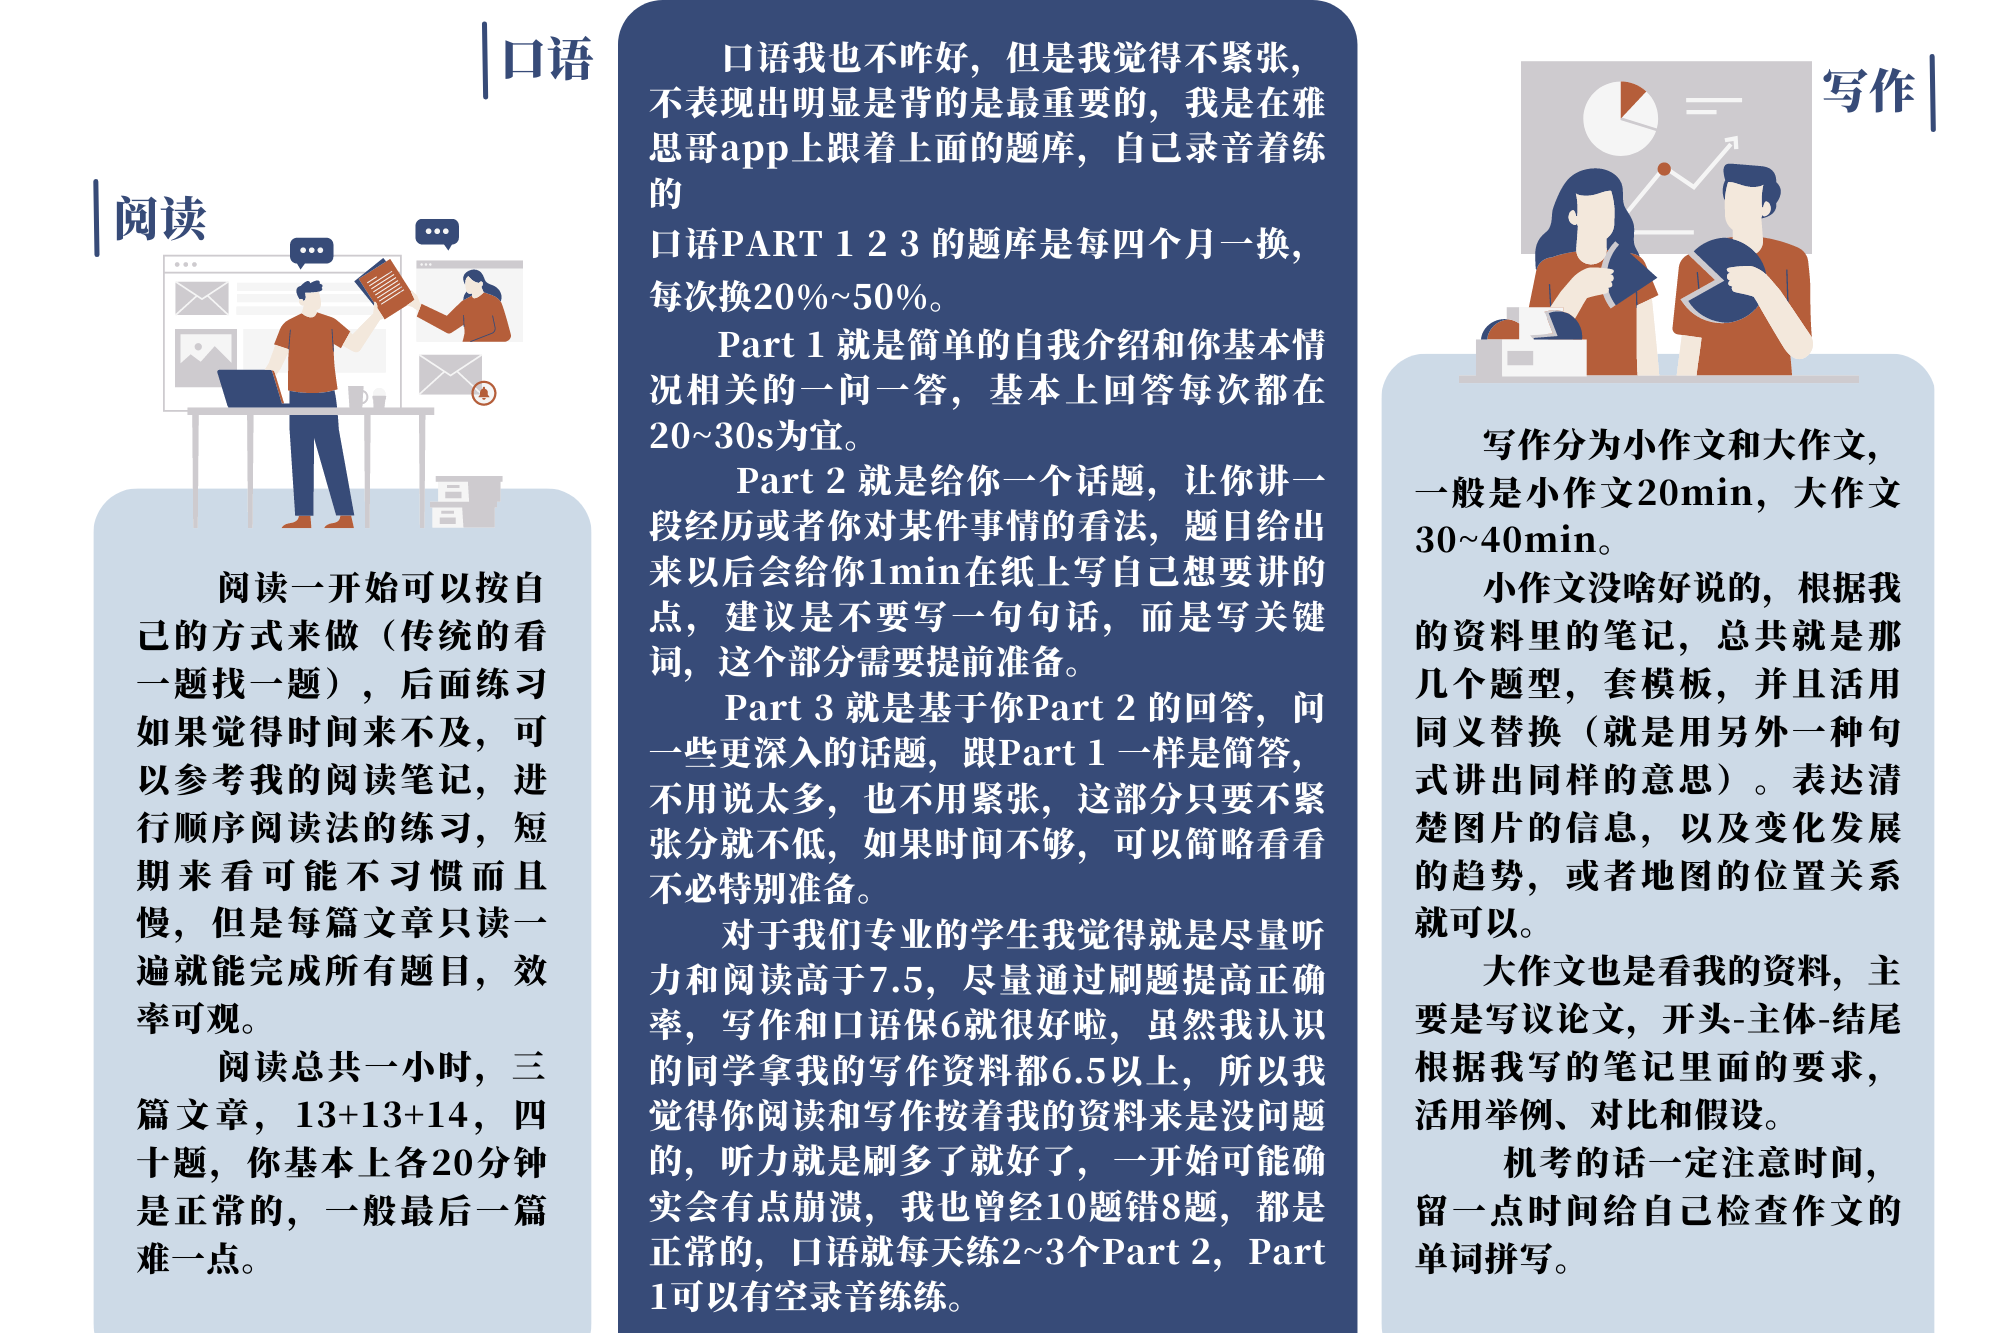 阅读
阅读一开始可以按自
己的方式来做（传统的看
一题找一题），后面练习
如果觉得时间来不及，可
以参考我的阅读笔记，进
行顺序阅读法的练习，短
期来看可能不习惯而且
慢，但是每篇文章只读一
遍就能完成所有题目，效
率可观。
阅读总共一小时，三
篇文章，13+13+14，四
十题，你基本上各20分钟
是正常的，一般最后一篇
难一点。
口语
口语我也不咋好，但是我觉得不紧张，
不表现出明显是背的是最重要的，我是在雅
思哥app上跟着上面的题库，自己录音着练
的
口语PART 1 2 3 的题库是每四个月一换，
每次换20%~50%。
Part 1 就是简单的自我介绍和你基本情
况相关的一问一答，基本上回答每次都在
20~30s为宜。
Part 2 就是给你一个话题，让你讲一
段经历或者你对某件事情的看法，题目给出
来以后会给你1min在纸上写自己想要讲的
点，建议是不要写一句句话，而是写关键
词，这个部分需要提前准备。
Part 3 就是基于你Part 2 的回答，问
一些更深入的话题，跟Part 1 一样是简答，
不用说太多，也不用紧张，这部分只要不紧
张分就不低，如果时间不够，可以简略看看
不必特别准备。
对于我们专业的学生我觉得就是尽量听
力和阅读高于7.5，尽量通过刷题提高正确
率，写作和口语保6就很好啦，虽然我认识
的同学拿我的写作资料都6.5以上，所以我
觉得你阅读和写作按着我的资料来是没问题
的，听力就是刷多了就好了，一开始可能确
实会有点崩溃，我也曾经10题错8题，都是
正常的，口语就每天练2~3个Part 2，Part
1可以有空录音练练。
写作
写作分为小作文和大作文，
一般是小作文20min，大作文
30~40min。
小作文没啥好说的，根据我
的资料里的笔记，总共就是那
几个题型，套模板，并且活用
同义替换（就是用另外一种句
式讲出同样的意思）。表达清
楚图片的信息，以及变化发展
的趋势，或者地图的位置关系
就可以。
大作文也是看我的资料，主
要是写议论文，开头-主体-结尾
根据我写的笔记里面的要求，
活用举例、对比和假设。
机考的话一定注意时间，
留一点时间给自己检查作文的
单词拼写。